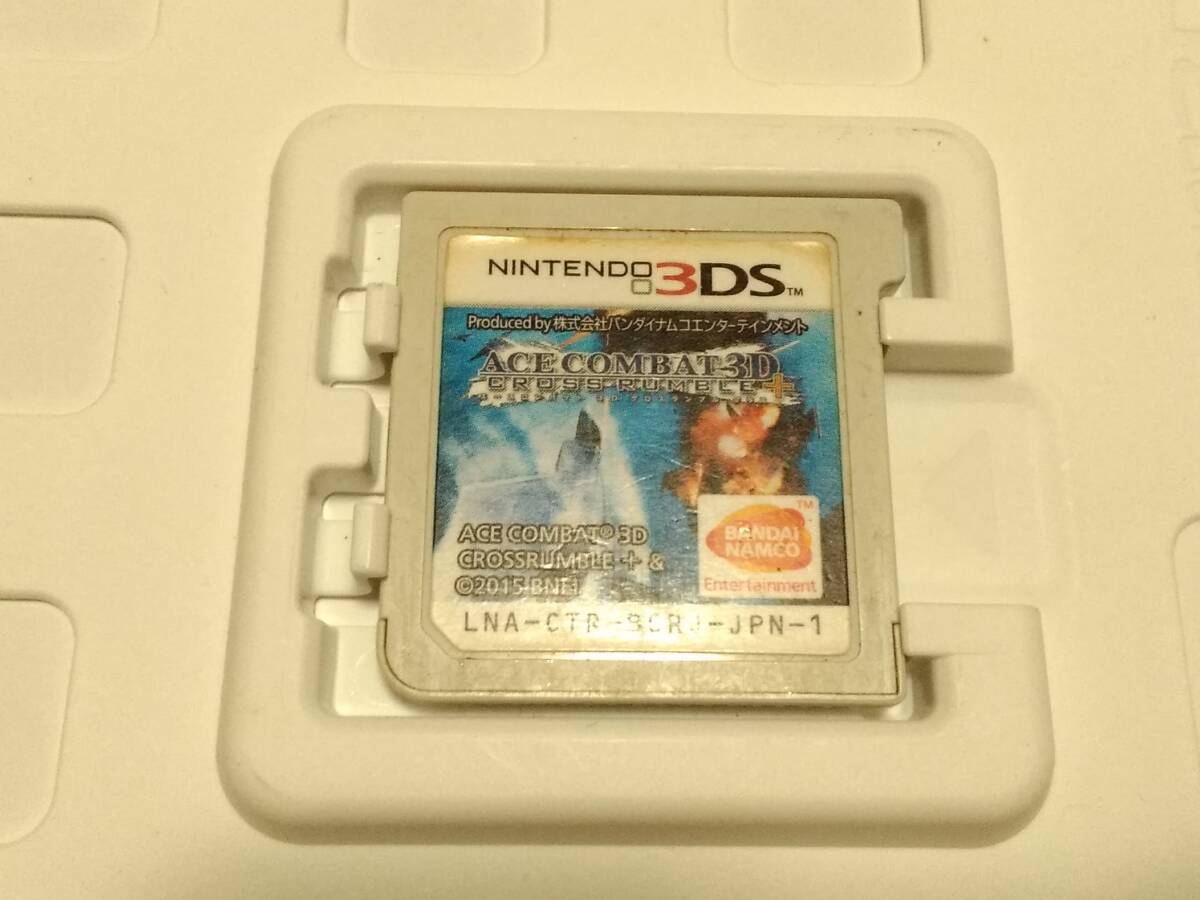 NINTENDO 3DS™
Produced by 株式会社バンダイナムコエンターテインメント
ACE COMBAT 3D
CROSS RUMBLE +
ACE COMBAT® 3D
CROSSRUMBLE + &
©2015 BNEI
TM
BANDAI
NAMCO
Entertainment
LNA-CTR-BCRJ-JPN-1